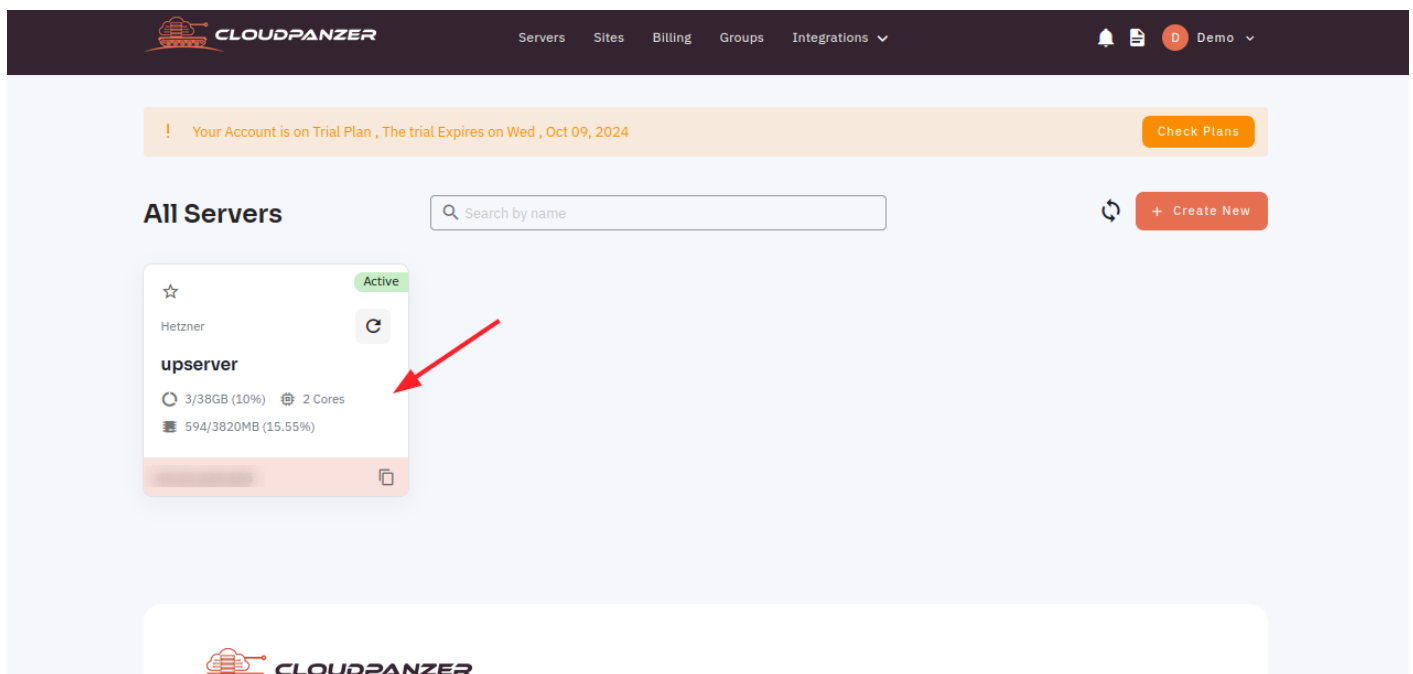 CLOUDPANZER
Servers Sites Billing Groups Integrations
D Demo
! Your Account is on Trial Plan , The trial Expires on Wed , Oct 09, 2024
Check Plans
All Servers
Search by name
+ Create New
Active
Hetzner
upserver
3/38GB (10%) 2 Cores
594/3820MB (15.55%)
CLOUDPANZER